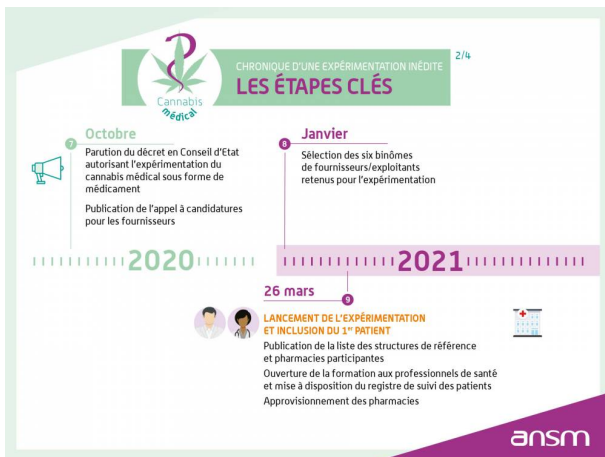 CHRONIQUE D'UNE EXPÉRIMENTATION INÉDITE
2/4
LES ÉTAPES CLÉS
Cannabis
médical
Octobre
7
Parution du décret en Conseil d'Etat
autorisant l'expérimentation du
cannabis médical sous forme de
médicament
Publication de l'appel à candidatures
pour les fournisseurs
Janvier
8
Sélection des six binômes
de fournisseurs/exploitants
retenus pour l'expérimentation
2020
2021
26 mars
9
LANCEMENT DE L'EXPÉRIMENTATION
ET INCLUSION DU 1er PATIENT
Publication de la liste des structures de référence
et pharmacies participantes
Ouverture de la formation aux professionnels de santé
et mise à disposition du registre de suivi des patients
Approvisionnement des pharmacies
ansm